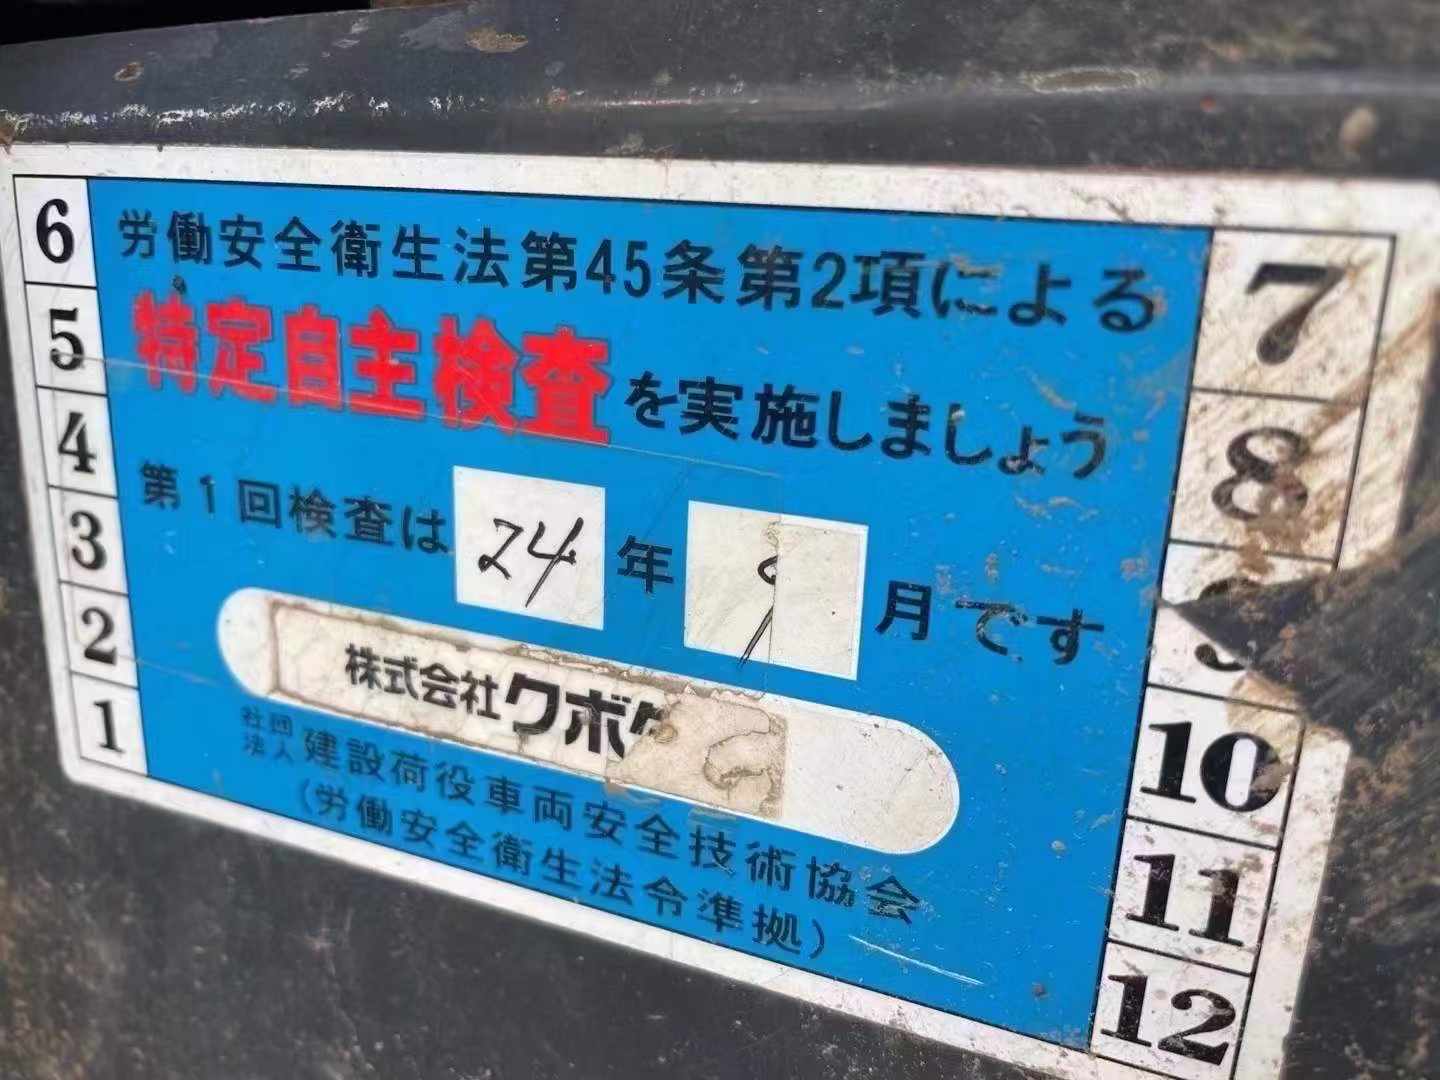 労働安全衛生法第45条第2項による
特定自主検査を実施しましょう
第1回検査は 24 年 9 月です
株式会社クボ
社団法人 建設荷役車両安全技術協会
(労働安全衛生法令準拠)
6
5
4
3
2
1
7
8
9
10
11
12